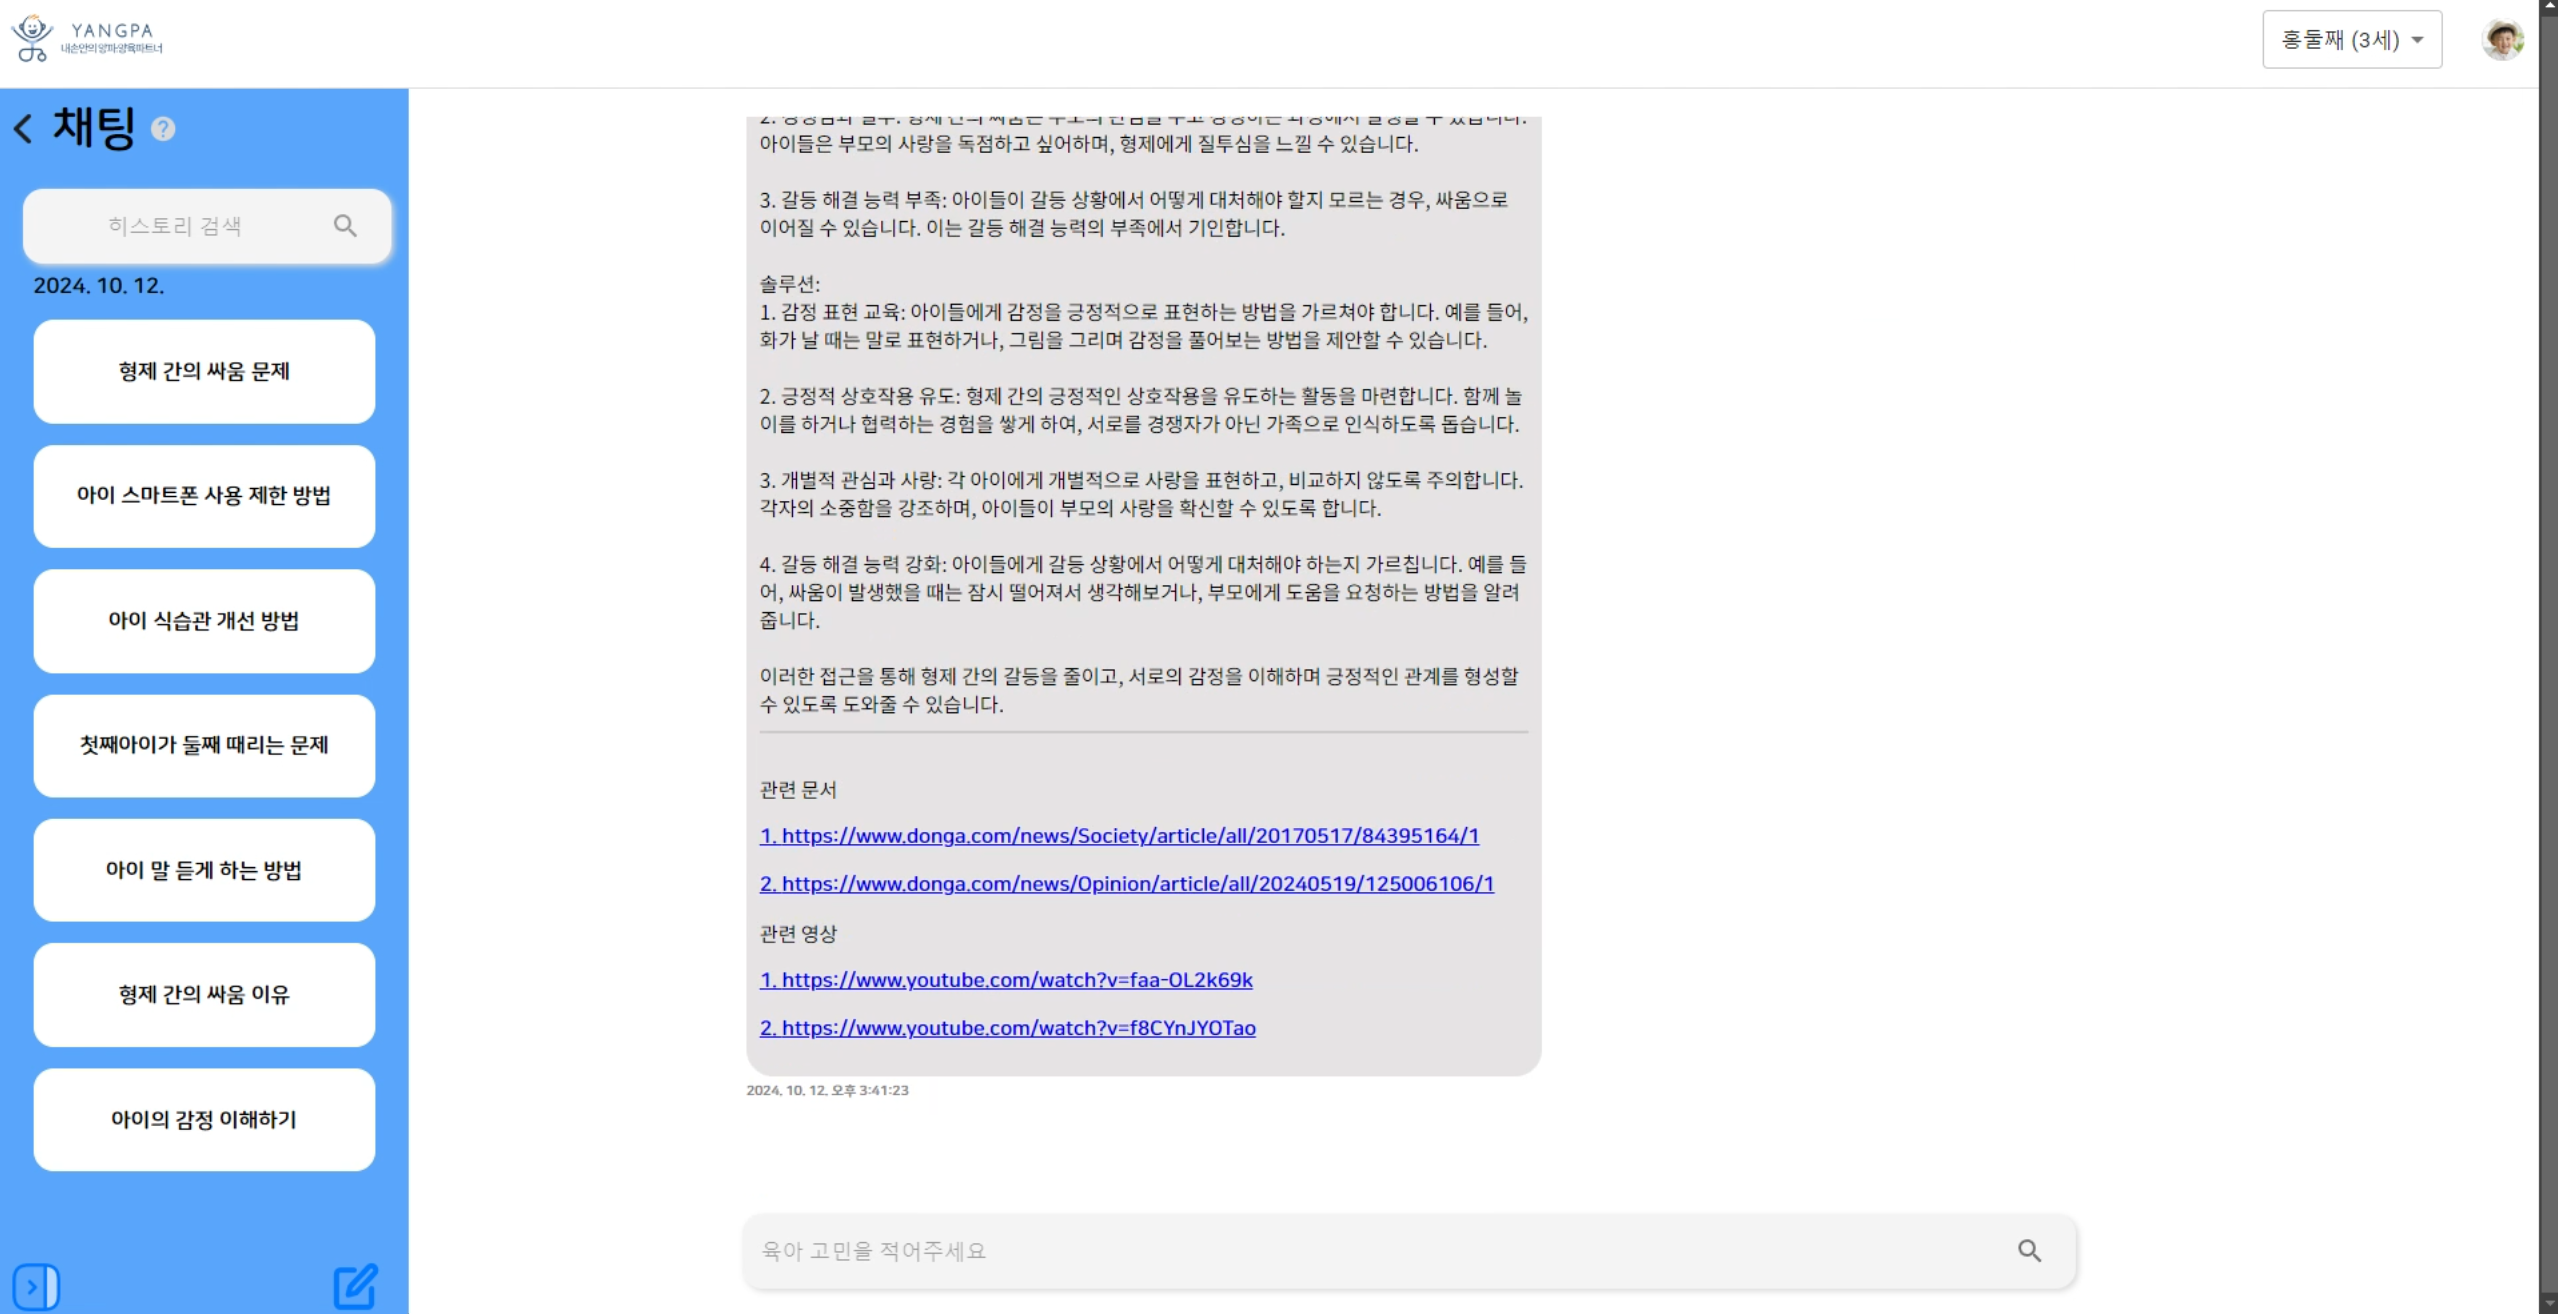 YANGPA
내손안의양파:양육파트너
홍둘째 (3세)
채팅
히스토리 검색
2024. 10. 12.
형제 간의 싸움 문제
아이 스마트폰 사용 제한 방법
아이 식습관 개선 방법
첫째아이가 둘째 때리는 문제
아이 말 듣게 하는 방법
형제 간의 싸움 이유
아이의 감정 이해하기
아이들은 부모의 사랑을 독점하고 싶어하며, 형제에게 질투심을 느낄 수 있습니다.
3. 갈등 해결 능력 부족: 아이들이 갈등 상황에서 어떻게 대처해야 할지 모르는 경우, 싸움으로
이어질 수 있습니다. 이는 갈등 해결 능력의 부족에서 기인합니다.
솔루션:
1. 감정 표현 교육: 아이들에게 감정을 긍정적으로 표현하는 방법을 가르쳐야 합니다. 예를 들어,
화가 날 때는 말로 표현하거나, 그림을 그리며 감정을 풀어보는 방법을 제안할 수 있습니다.
2. 긍정적 상호작용 유도: 형제 간의 긍정적인 상호작용을 유도하는 활동을 마련합니다. 함께 놀
이를 하거나 협력하는 경험을 쌓게 하여, 서로를 경쟁자가 아닌 가족으로 인식하도록 돕습니다.
3. 개별적 관심과 사랑: 각 아이에게 개별적으로 사랑을 표현하고, 비교하지 않도록 주의합니다.
각자의 소중함을 강조하며, 아이들이 부모의 사랑을 확신할 수 있도록 합니다.
4. 갈등 해결 능력 강화: 아이들에게 갈등 상황에서 어떻게 대처해야 하는지 가르칩니다. 예를 들
어, 싸움이 발생했을 때는 잠시 떨어져서 생각해보거나, 부모에게 도움을 요청하는 방법을 알려
줍니다.
이러한 접근을 통해 형제 간의 갈등을 줄이고, 서로의 감정을 이해하며 긍정적인 관계를 형성할
수 있도록 도와줄 수 있습니다.
관련 문서
1. https://www.donga.com/news/Society/article/all/20170517/84395164/1
2. https://www.donga.com/news/Opinion/article/all/20240519/125006106/1
관련 영상
1. https://www.youtube.com/watch?v=faa-OL2k69k
2. https://www.youtube.com/watch?v=f8CYnJYOTao
2024. 10. 12. 오후 3:41:23
육아 고민을 적어주세요